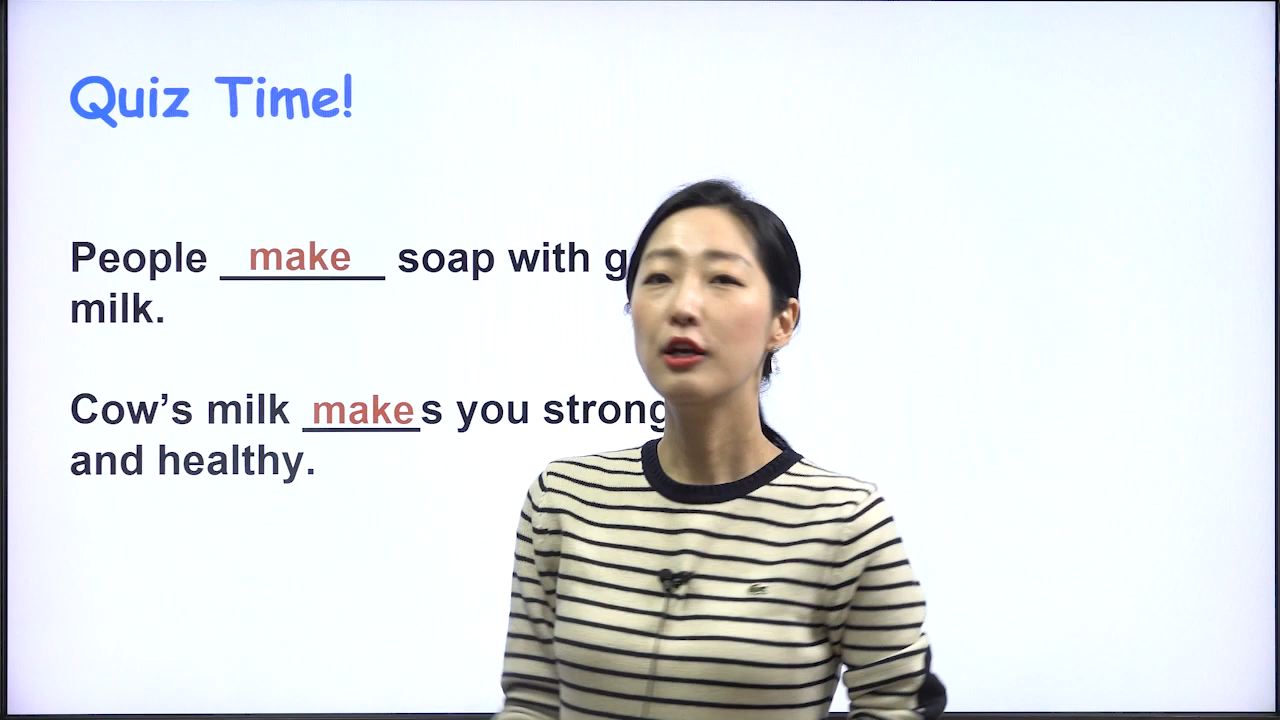 Quiz Time!
People make soap with
milk.
Cow’s milk makes you strong
and healthy.